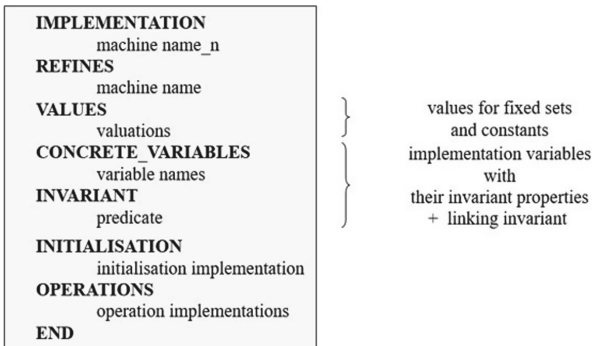 IMPLEMENTATION
machine name_n
REFINES
machine name
VALUES
valuations
CONCRETE_VARIABLES
variable names
INVARIANT
predicate
INITIALISATION
initialisation implementation
OPERATIONS
operation implementations
END
values for fixed sets
and constants
implementation variables
with
their invariant properties
+ linking invariant